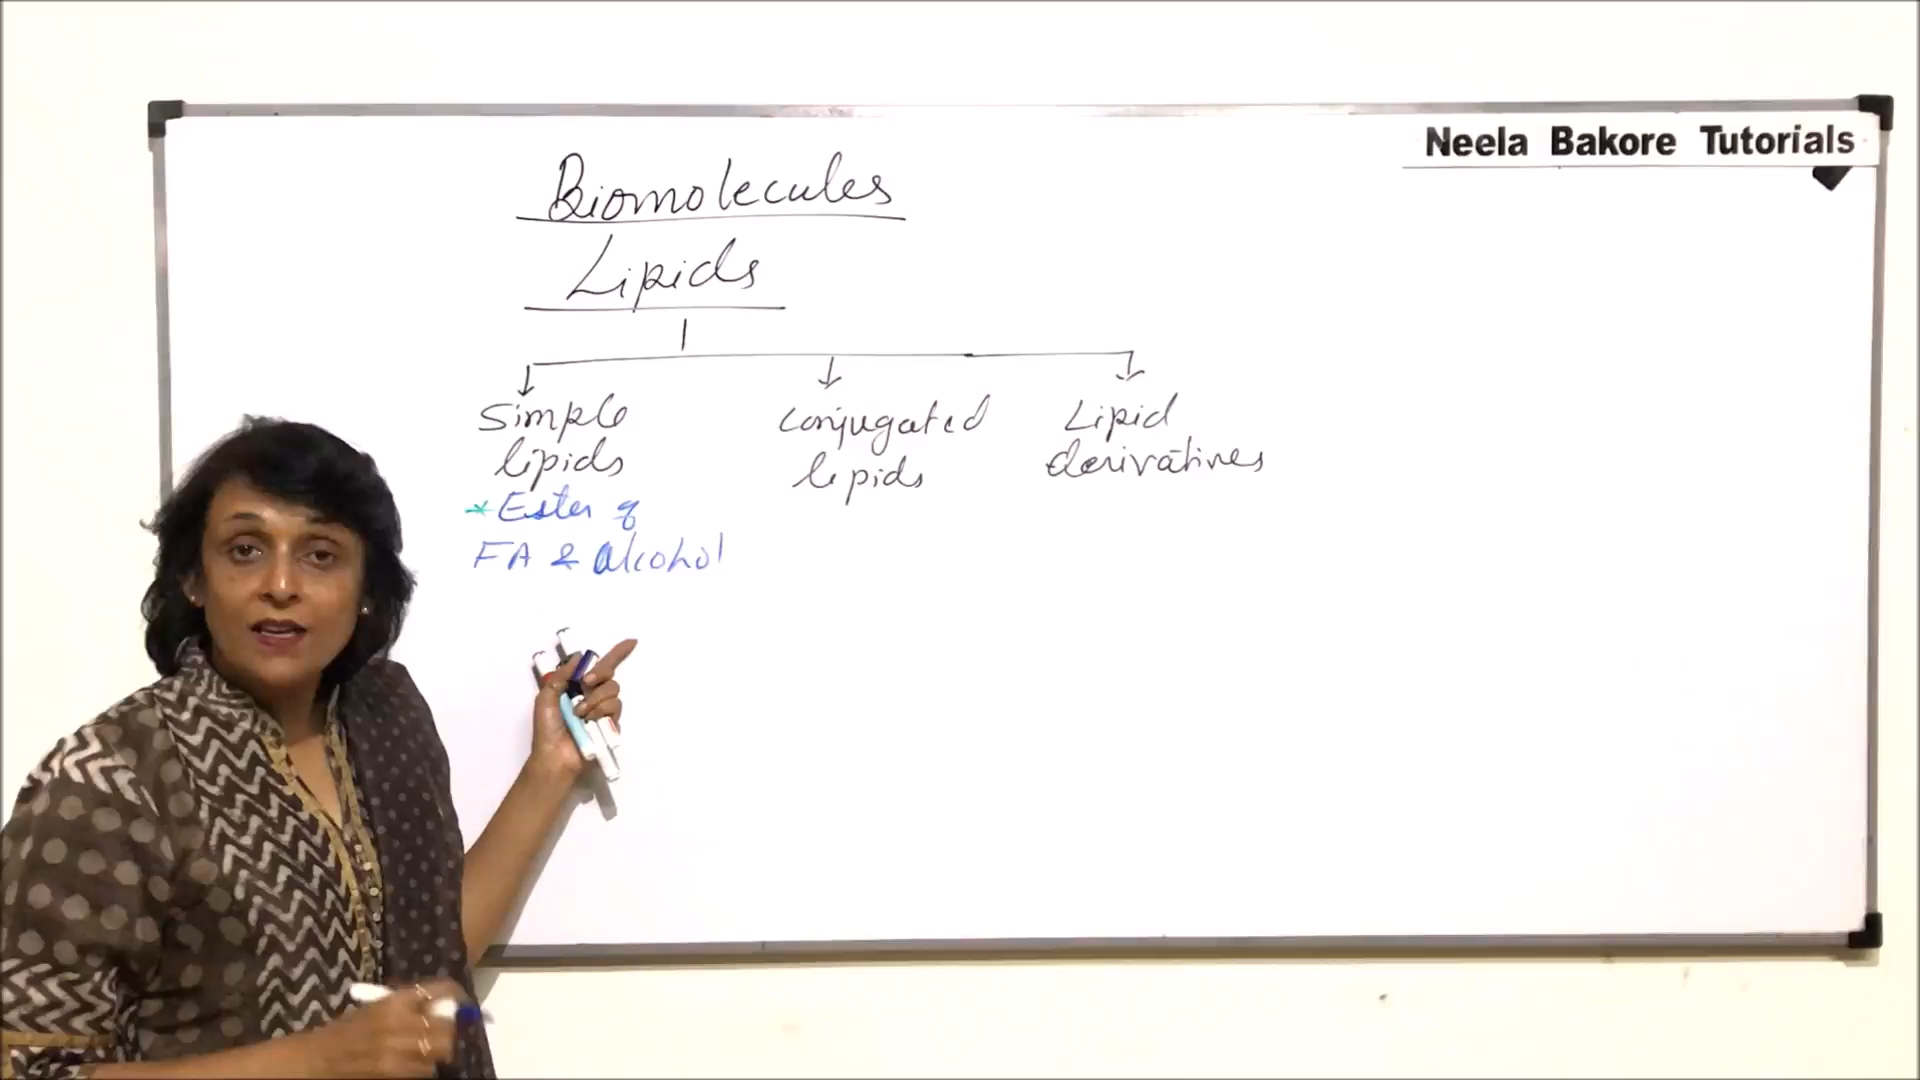 Neela Bakore Tutorials
Biomolecules
Lipids
Simple
lipids
*Ester of
FA & Alcohol
Conjugated
lipids
Lipid
derivatives